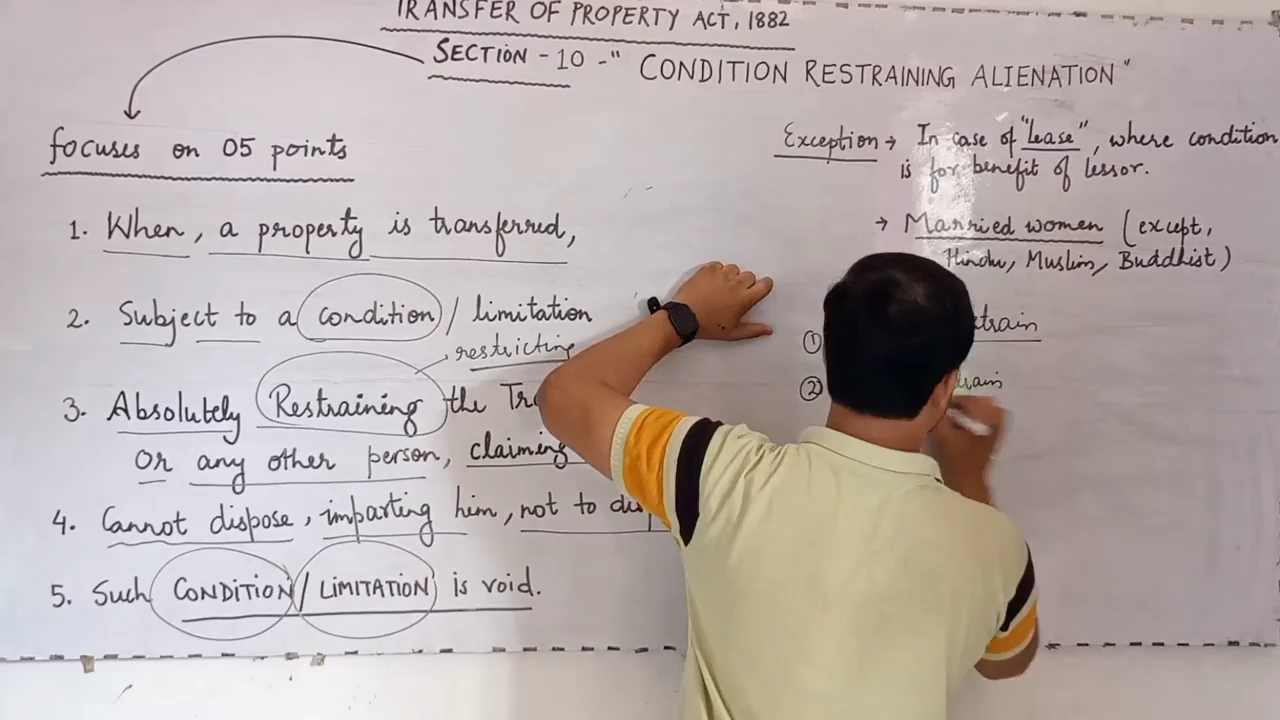 TRANSFER OF PROPERTY ACT, 1882
SECTION - 10 - " CONDITION RESTRAINING ALIENATION "
focuses on 05 points
1. When, a property is transferred,
2. Subject to a condition / limitation
restricting
3. Absolutely Restraining the
or any other person, claiming
4. Cannot dispose, imparting him, not to
5. Such CONDITION / LIMITATION is void.
Exception → In case of "lease", where condition
is for benefit of lessor.
→ Married women (except,
Hindu, Muslim, Buddhist)
①
②